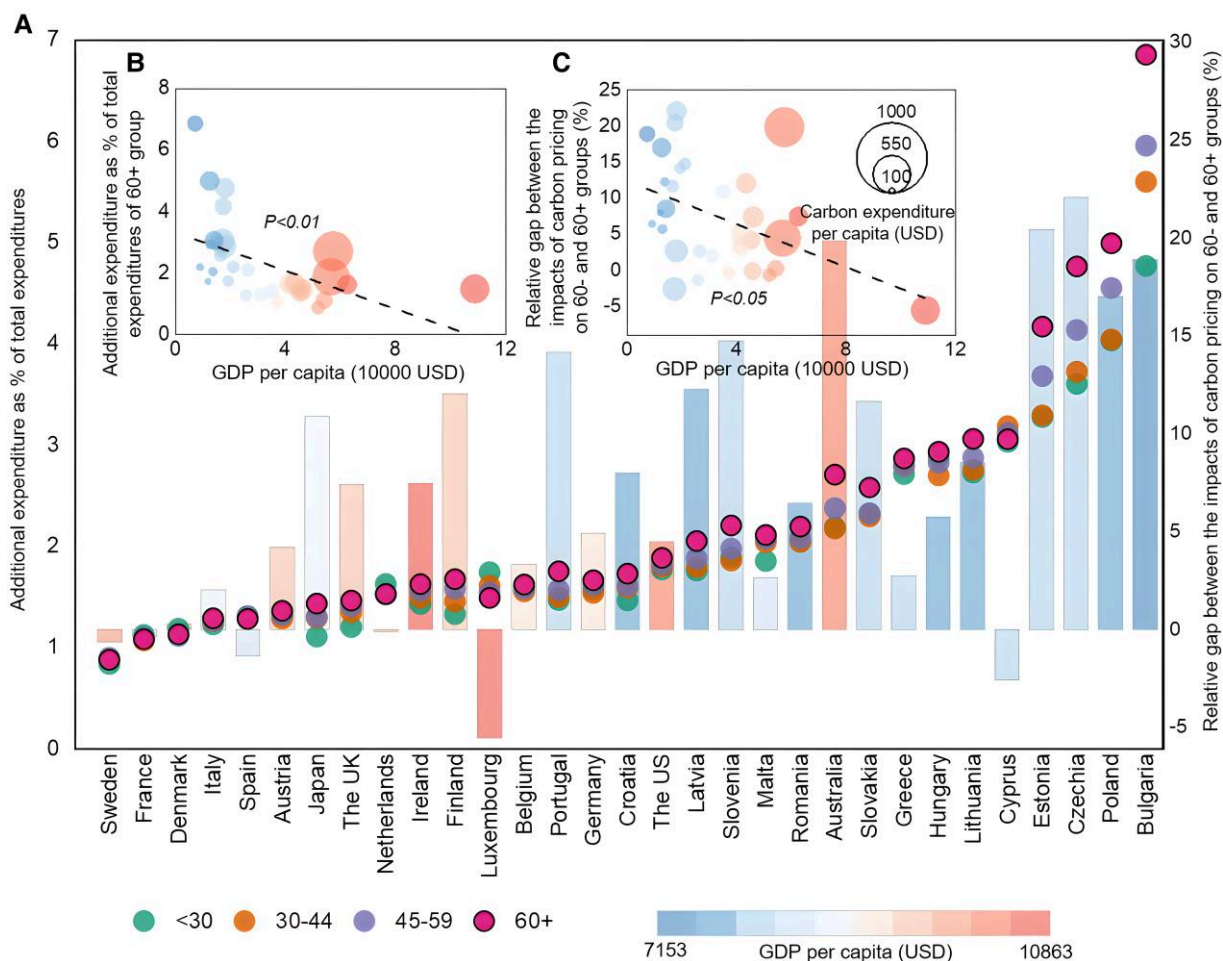 A
7
6
5
4
3
2
1
0
Additional expenditure as % of total expenditures
30
25
20
15
10
5
0
-5
Relative gap between the impacts of carbon pricing on 60- and 60+ groups (%)
B
8
6
4
2
0
Additional expenditure as % of total
expenditures of 60+ group
P<0.01
0
4
8
12
GDP per capita (10000 USD)
C
25
20
15
10
5
0
-5
Relative gap between the
impacts of carbon pricing
on 60- and 60+ groups (%)
1000
550
100
Carbon expenditure
per capita (USD)
P<0.05
0
4
8
12
GDP per capita (10000 USD)
Sweden
France
Denmark
Italy
Spain
Austria
Japan
The UK
Netherlands
Ireland
Finland
Luxembourg
Belgium
Portugal
Germany
Croatia
The US
Latvia
Slovenia
Malta
Romania
Australia
Slovakia
Greece
Hungary
Lithuania
Cyprus
Estonia
Czechia
Poland
Bulgaria
<30
30-44
45-59
60+
7153
GDP per capita (USD)
10863